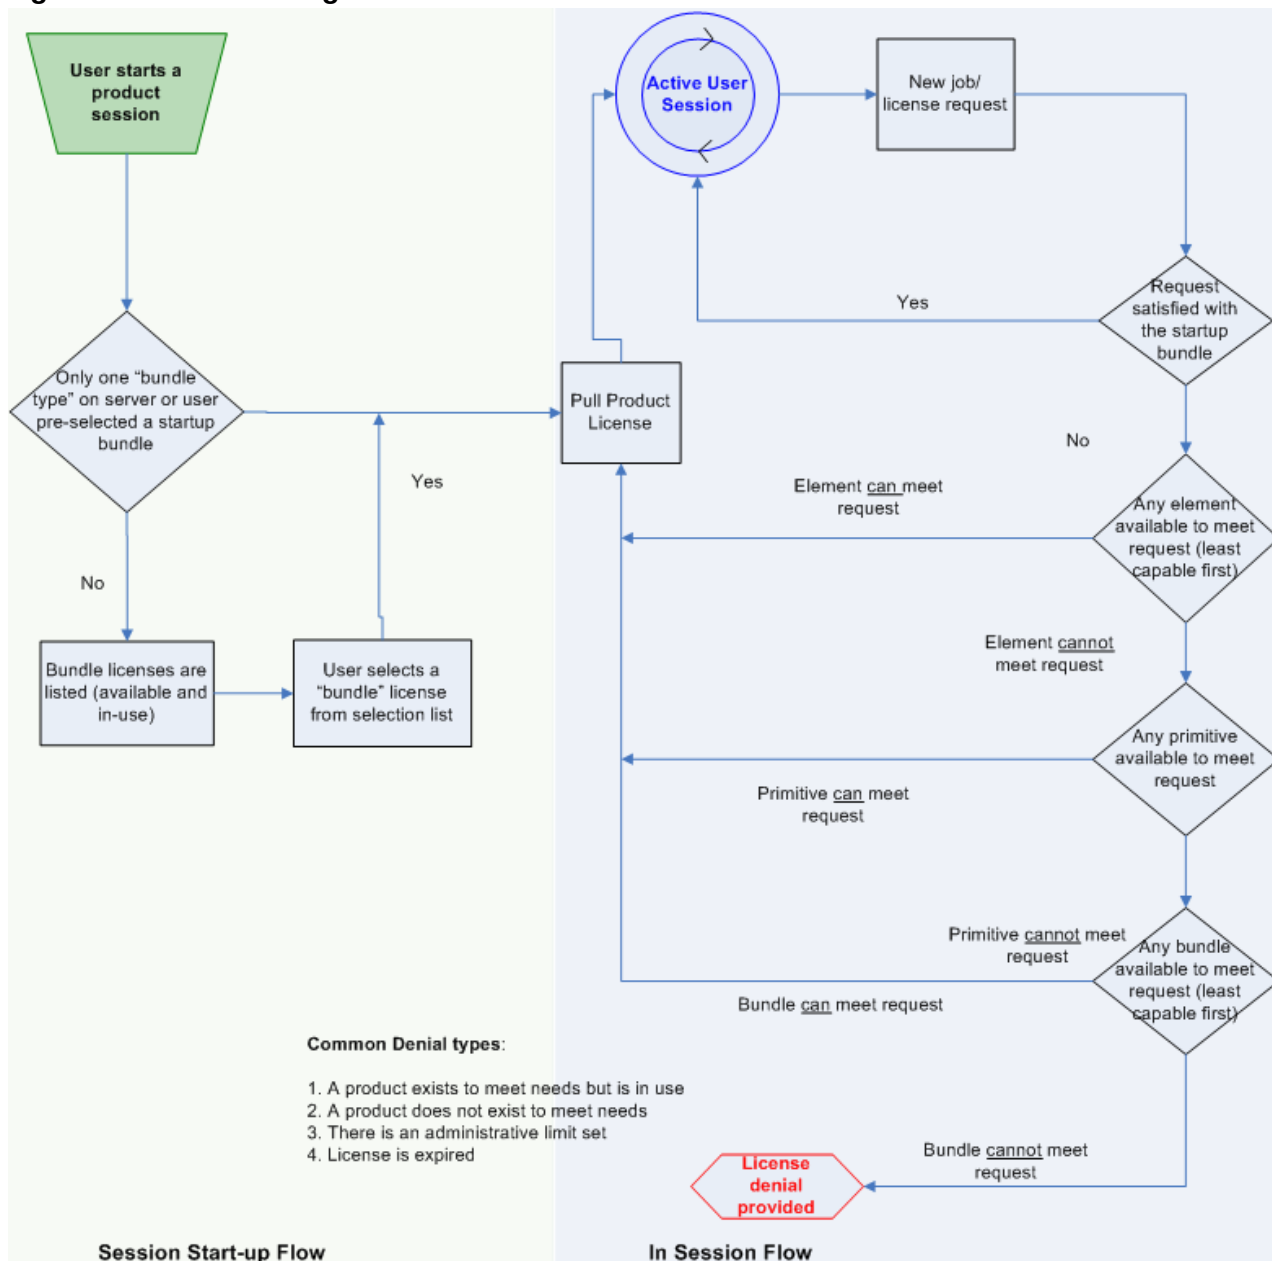 User starts a
product
session
Active User
Session
New job/
license request
Request
satisfied with
the startup
bundle
Yes
Only one “bundle
type” on server or user
pre-selected a startup
bundle
Pull Product
License
No
Yes
Element can meet
request
Any element
available to meet
request (least
capable first)
No
Element cannot
meet request
Bundle licenses are
listed (available and
in-use)
User selects a
“bundle” license
from selection list
Any primitive
available to meet
request
Primitive can meet
request
Primitive cannot meet
request
Any bundle
available to meet
request (least
capable first)
Bundle can meet request
Common Denial types:
1. A product exists to meet needs but is in use
2. A product does not exist to meet needs
3. There is an administrative limit set
4. License is expired
Bundle cannot meet
request
License
denial
provided
Session Start-up Flow
In Session Flow